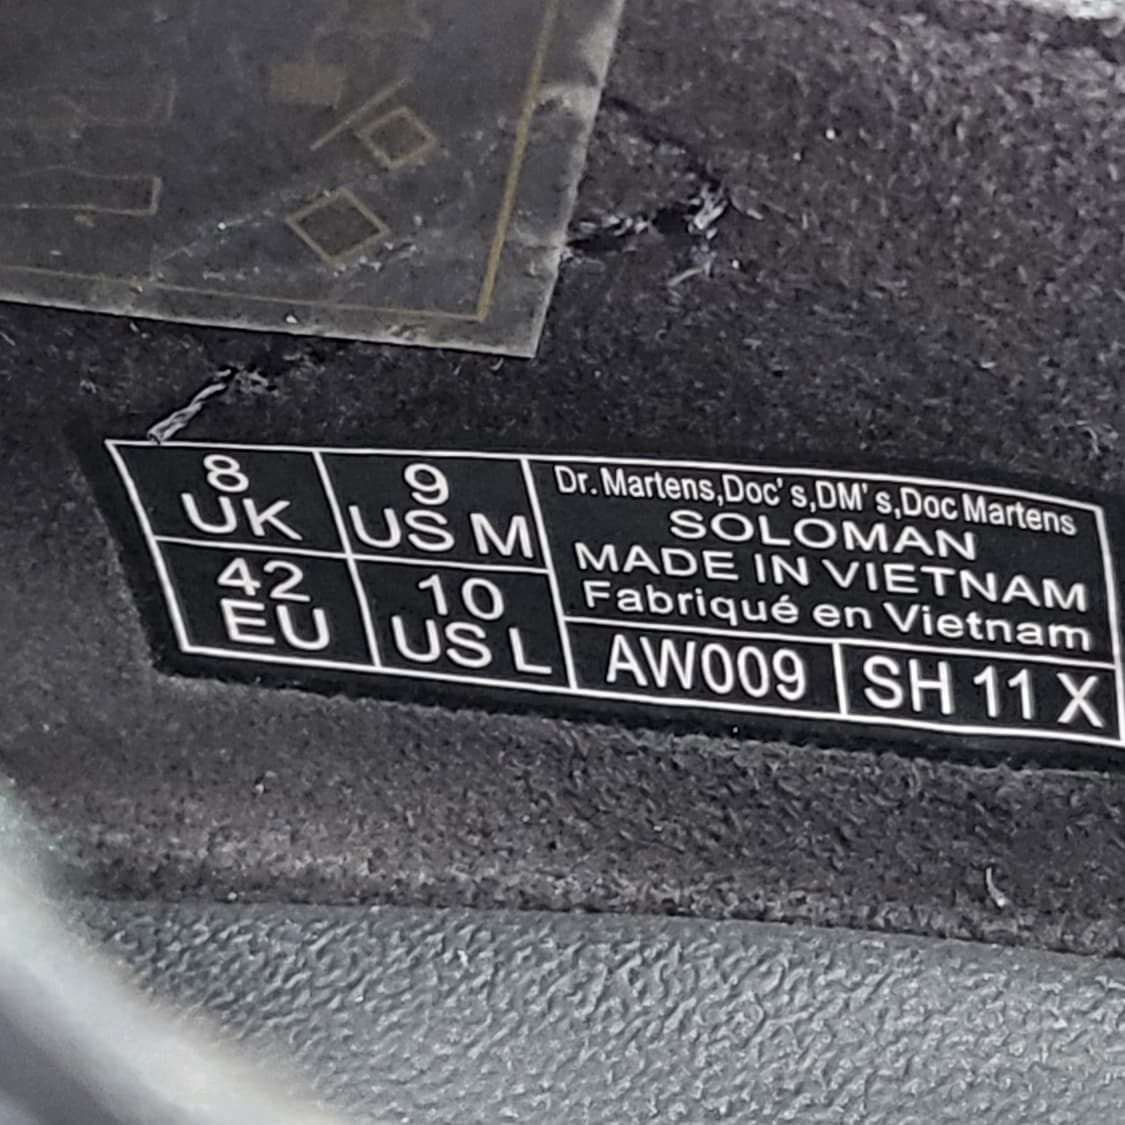 8
UK
9
US M
42
EU
10
US L
Dr. Martens,Doc's,DM's,Doc Martens
SOLOMAN
MADE IN VIETNAM
Fabriqué en Vietnam
AW009
SH 11 X